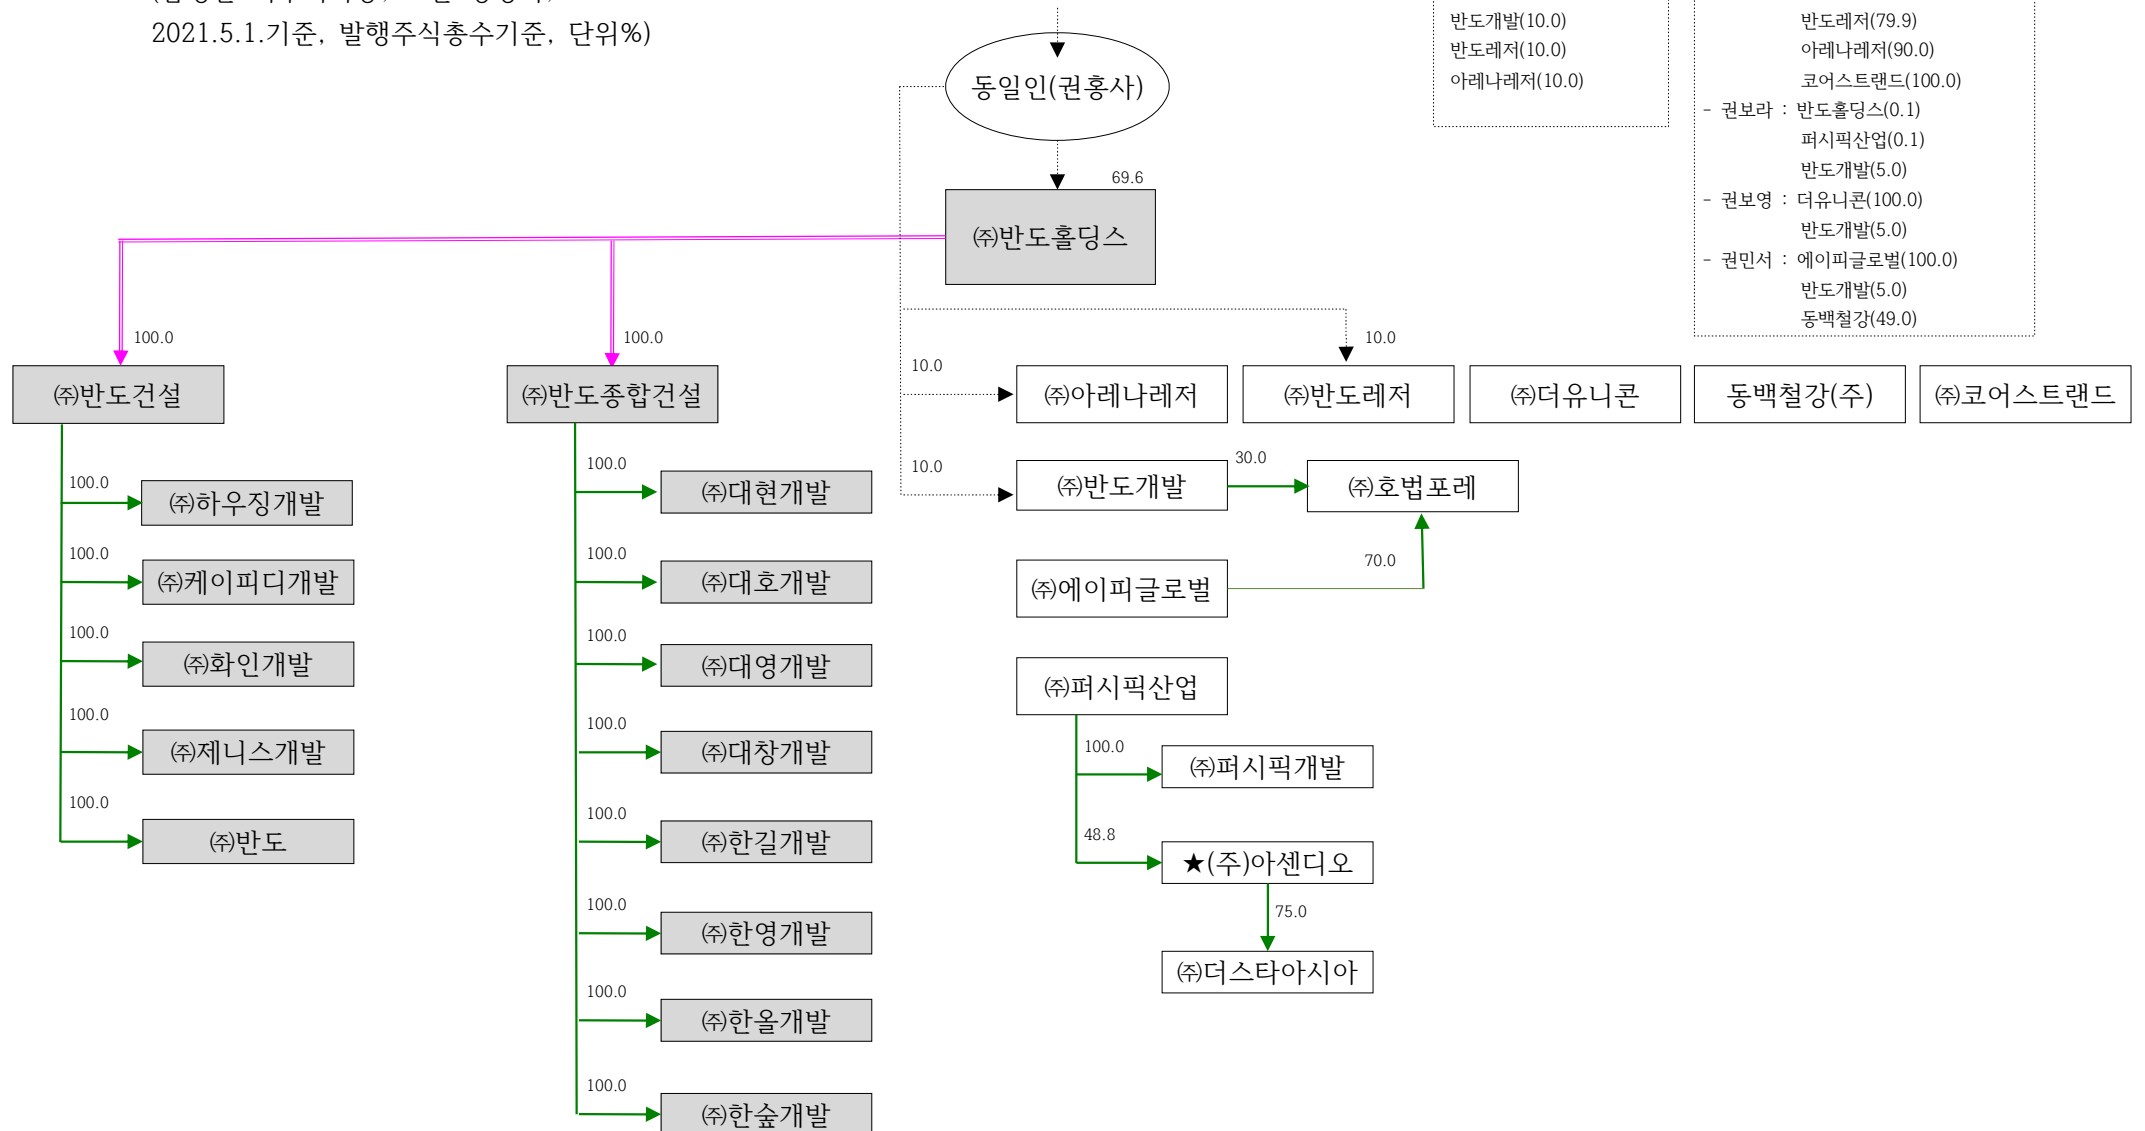 2021.5.1.기준, 발행주식총수기준, 단위%)
반도개발(10.0)
반도레저(10.0)
아레나레저(10.0)
반도레저(79.9)
아레나레저(90.0)
코어스트랜드(100.0)
- 권보라 : 반도홀딩스(0.1)
퍼시픽산업(0.1)
반도개발(5.0)
- 권보영 : 더유니콘(100.0)
반도개발(5.0)
- 권민서 : 에이피글로벌(100.0)
반도개발(5.0)
동백철강(49.0)
동일인(권홍사)
69.6
㈜반도홀딩스
100.0
100.0
10.0
10.0
㈜반도건설
㈜반도종합건설
㈜아레나레저
㈜반도레저
㈜더유니콘
동백철강(주)
㈜코어스트랜드
100.0
㈜하우징개발
100.0
㈜케이피디개발
100.0
㈜화인개발
100.0
㈜제니스개발
100.0
㈜반도
100.0
㈜대현개발
100.0
㈜대호개발
100.0
㈜대영개발
100.0
㈜대창개발
100.0
㈜한길개발
100.0
㈜한영개발
100.0
㈜한올개발
100.0
㈜한숲개발
10.0
㈜반도개발
30.0
㈜호법포레
㈜에이피글로벌
70.0
㈜퍼시픽산업
100.0
㈜퍼시픽개발
48.8
★(주)아센디오
75.0
㈜더스타아시아